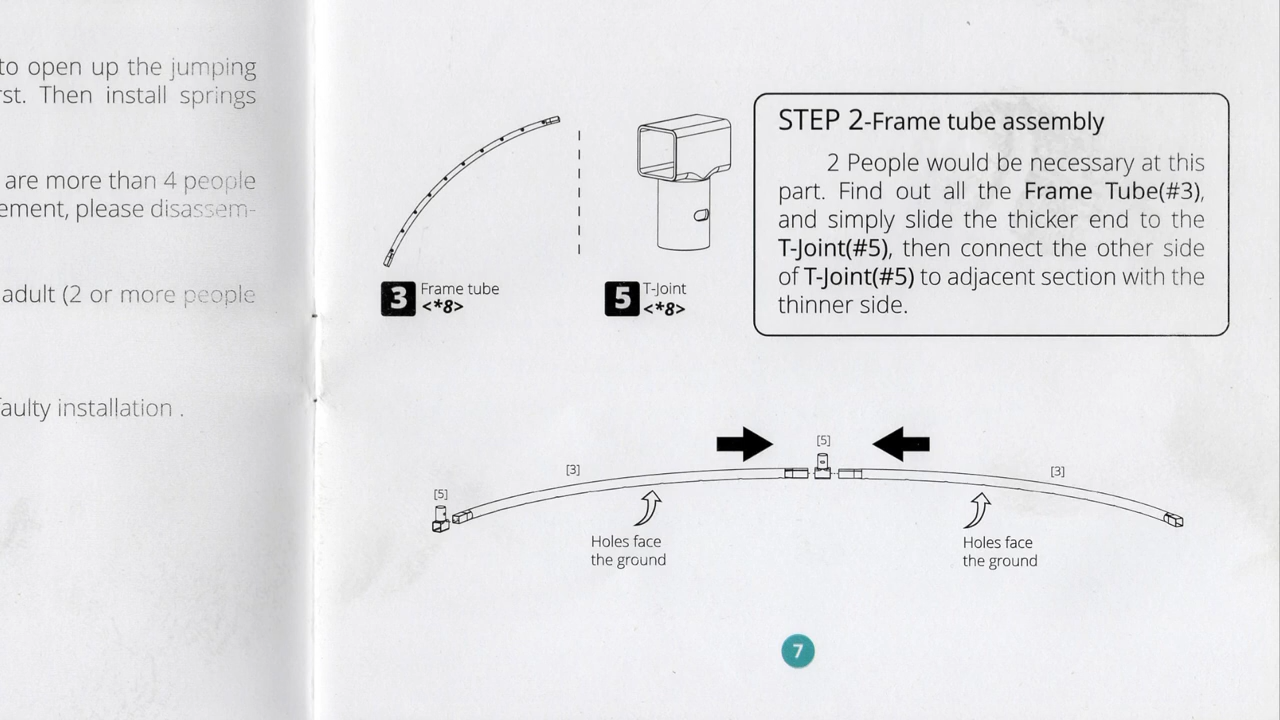 to open up the jumping
rst. Then install springs
are more than 4 people
ement, please disassem-
adult (2 or more people
faulty installation .
3 Frame tube
<*8>
5 T-Joint
<*8>
STEP 2-Frame tube assembly
2 People would be necessary at this
part. Find out all the Frame Tube(#3),
and simply slide the thicker end to the
T-Joint(#5), then connect the other side
of T-Joint(#5) to adjacent section with the
thinner side.
[5]
[3]
[5]
[3]
Holes face
the ground
Holes face
the ground
7